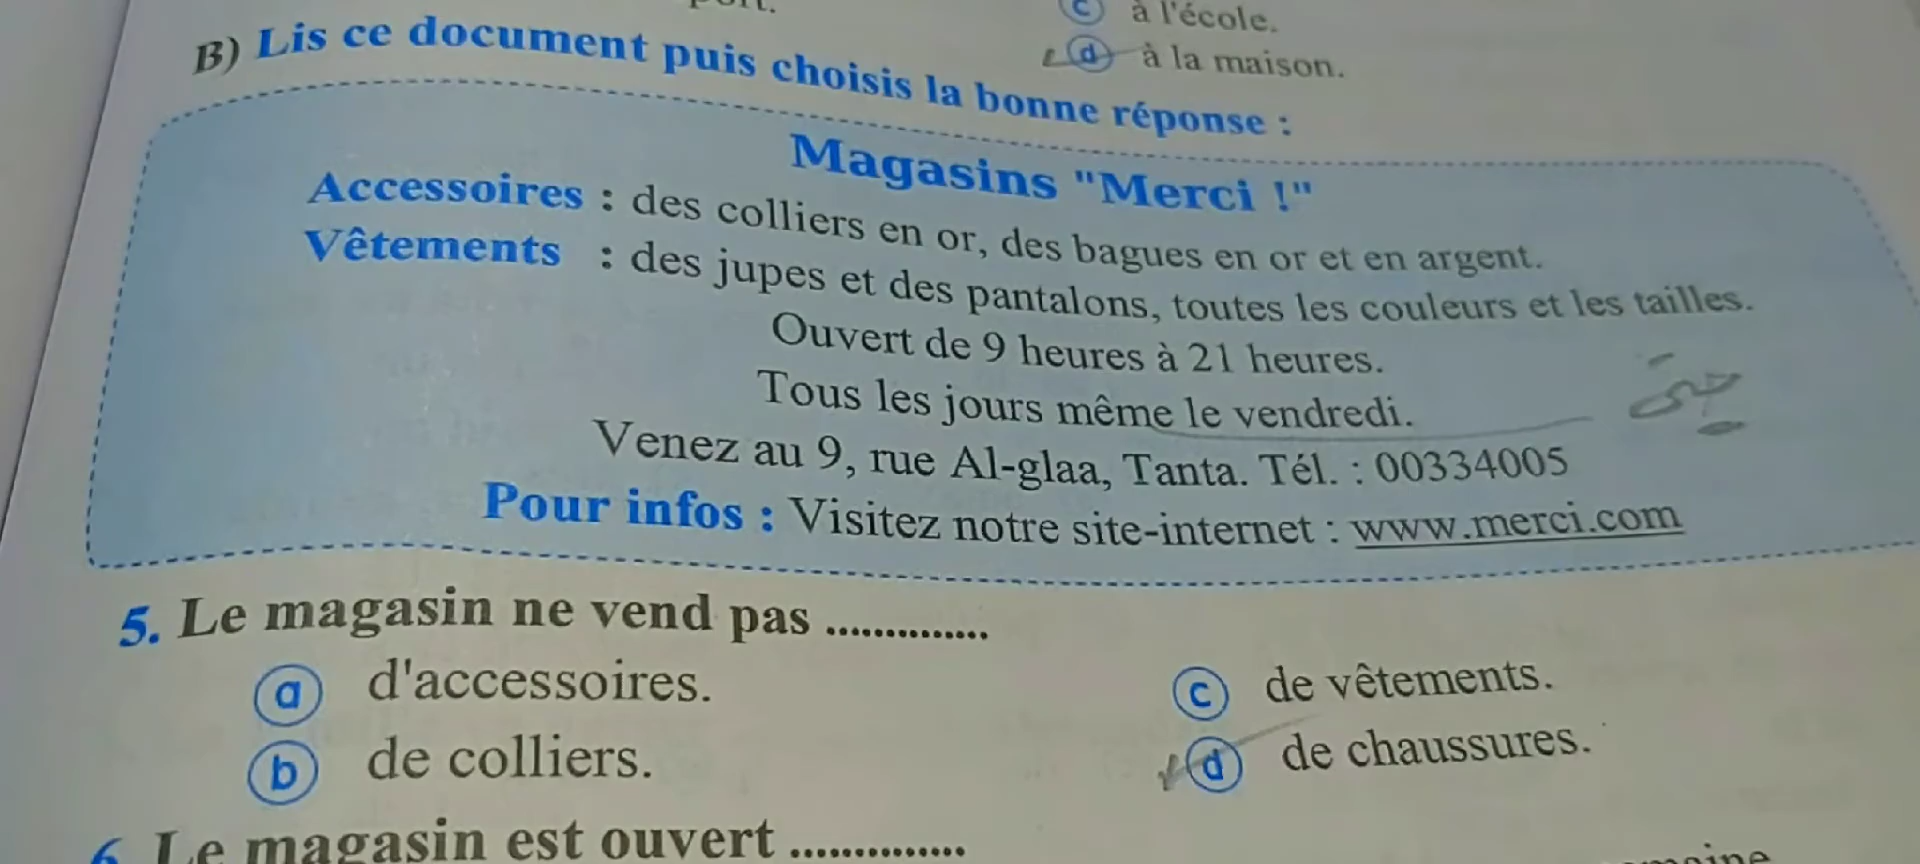 c à l'école.
d à la maison.
B) Lis ce document puis choisis la bonne réponse :
Magasins "Merci !"
Accessoires : des colliers en or, des bagues en or et en argent.
Vêtements : des jupes et des pantalons, toutes les couleurs et les tailles.
Ouvert de 9 heures à 21 heures.
Tous les jours même le vendredi.
Venez au 9, rue Al-glaa, Tanta. Tél. : 00334005
Pour infos : Visitez notre site-internet : www.merci.com
5. Le magasin ne vend pas ..............
a d'accessoires.
b de colliers.
c de vêtements.
d de chaussures.
6 Le magasin est ouvert ..............